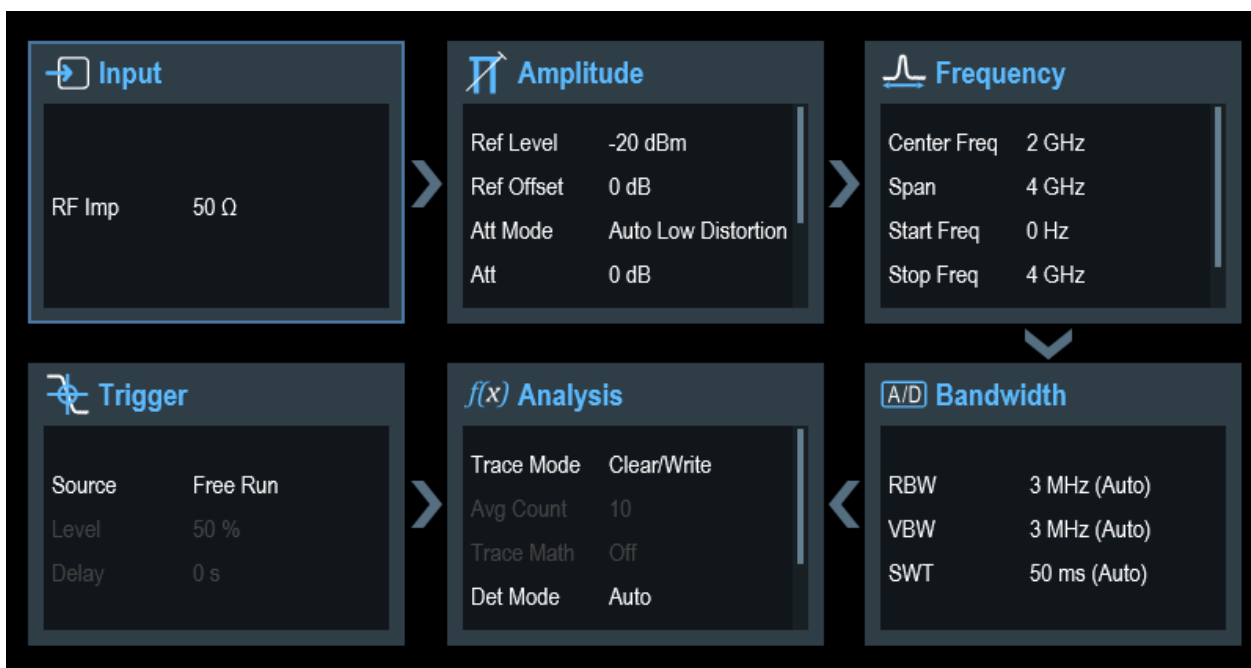 Input
RF Imp 50 Ω
Amplitude
Ref Level -20 dBm
Ref Offset 0 dB
Att Mode Auto Low Distortion
Att 0 dB
Frequency
Center Freq 2 GHz
Span 4 GHz
Start Freq 0 Hz
Stop Freq 4 GHz
Trigger
Source Free Run
Level 50 %
Delay 0 s
f(x) Analysis
Trace Mode Clear/Write
Avg Count 10
Trace Math Off
Det Mode Auto
A/D Bandwidth
RBW 3 MHz (Auto)
VBW 3 MHz (Auto)
SWT 50 ms (Auto)